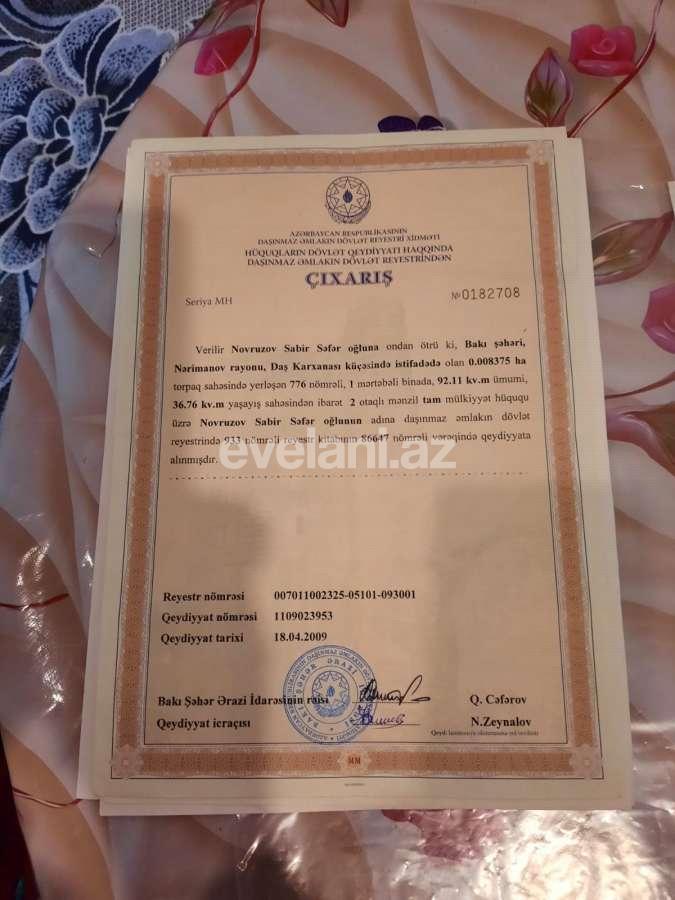 AZƏRBAYCAN RESPUBLİKASININ
DAŞINMAZ ƏMLAKIN DÖVLƏT REYESTRİ XİDMƏTİ
HÜQUQLARIN DÖVLƏT QEYDİYYATI HAQQINDA
DAŞINMAZ ƏMLAKIN DÖVLƏT REYESTRİNDƏN
ÇIXARIŞ
Seriya MH
№0182708
Verilir Novruzov Sabir Səfər oğluna ondan ötrü ki, Bakı şəhəri,
Nərimanov rayonu, Daş Karxanası küçəsində istifadədə olan 0.008375 ha
torpaq sahəsində yerləşən 776 nömrəli, 1 mərtəbəli binada, 92.11 kv.m ümumi,
36.76 kv.m yaşayış sahəsindən ibarət 2 otaqlı mənzil tam mülkiyyət hüququ
üzrə Novruzov Sabir Səfər oğlunun adına daşınmaz əmlakın dövlət
reyestrində 933 nömrəli reyestr kitabının 86647 nömrəli vərəqində qeydiyyata
alınmışdır.
evelani.az
Reyestr nömrəsi 007011002325-05101-093001
Qeydiyyat nömrəsi 1109023953
Qeydiyyat tarixi 18.04.2009
Bakı Şəhər Ərazi İdarəsinin rəisi Q. Cəfərov
Qeydiyyat icraçısı N.Zeynalov
MM